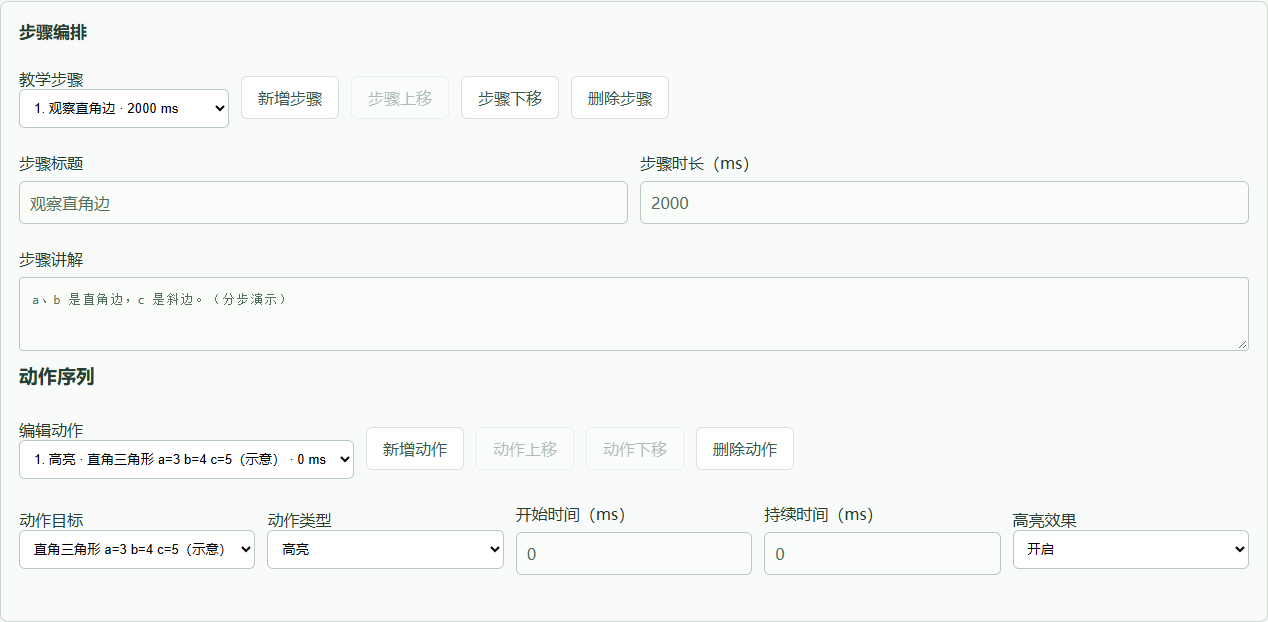 步骤编排
教学步骤
1. 观察直角边 · 2000 ms
新增步骤
步骤上移
步骤下移
删除步骤
步骤标题
步骤时长（ms）
观察直角边
2000
步骤讲解
a、b 是直角边，c 是斜边。（分步演示）
动作序列
编辑动作
1. 高亮 · 直角三角形 a=3 b=4 c=5（示意） · 0 ms
新增动作
动作上移
动作下移
删除动作
动作目标
动作类型
开始时间（ms）
持续时间（ms）
高亮效果
直角三角形 a=3 b=4 c=5（示意）
高亮
0
0
开启